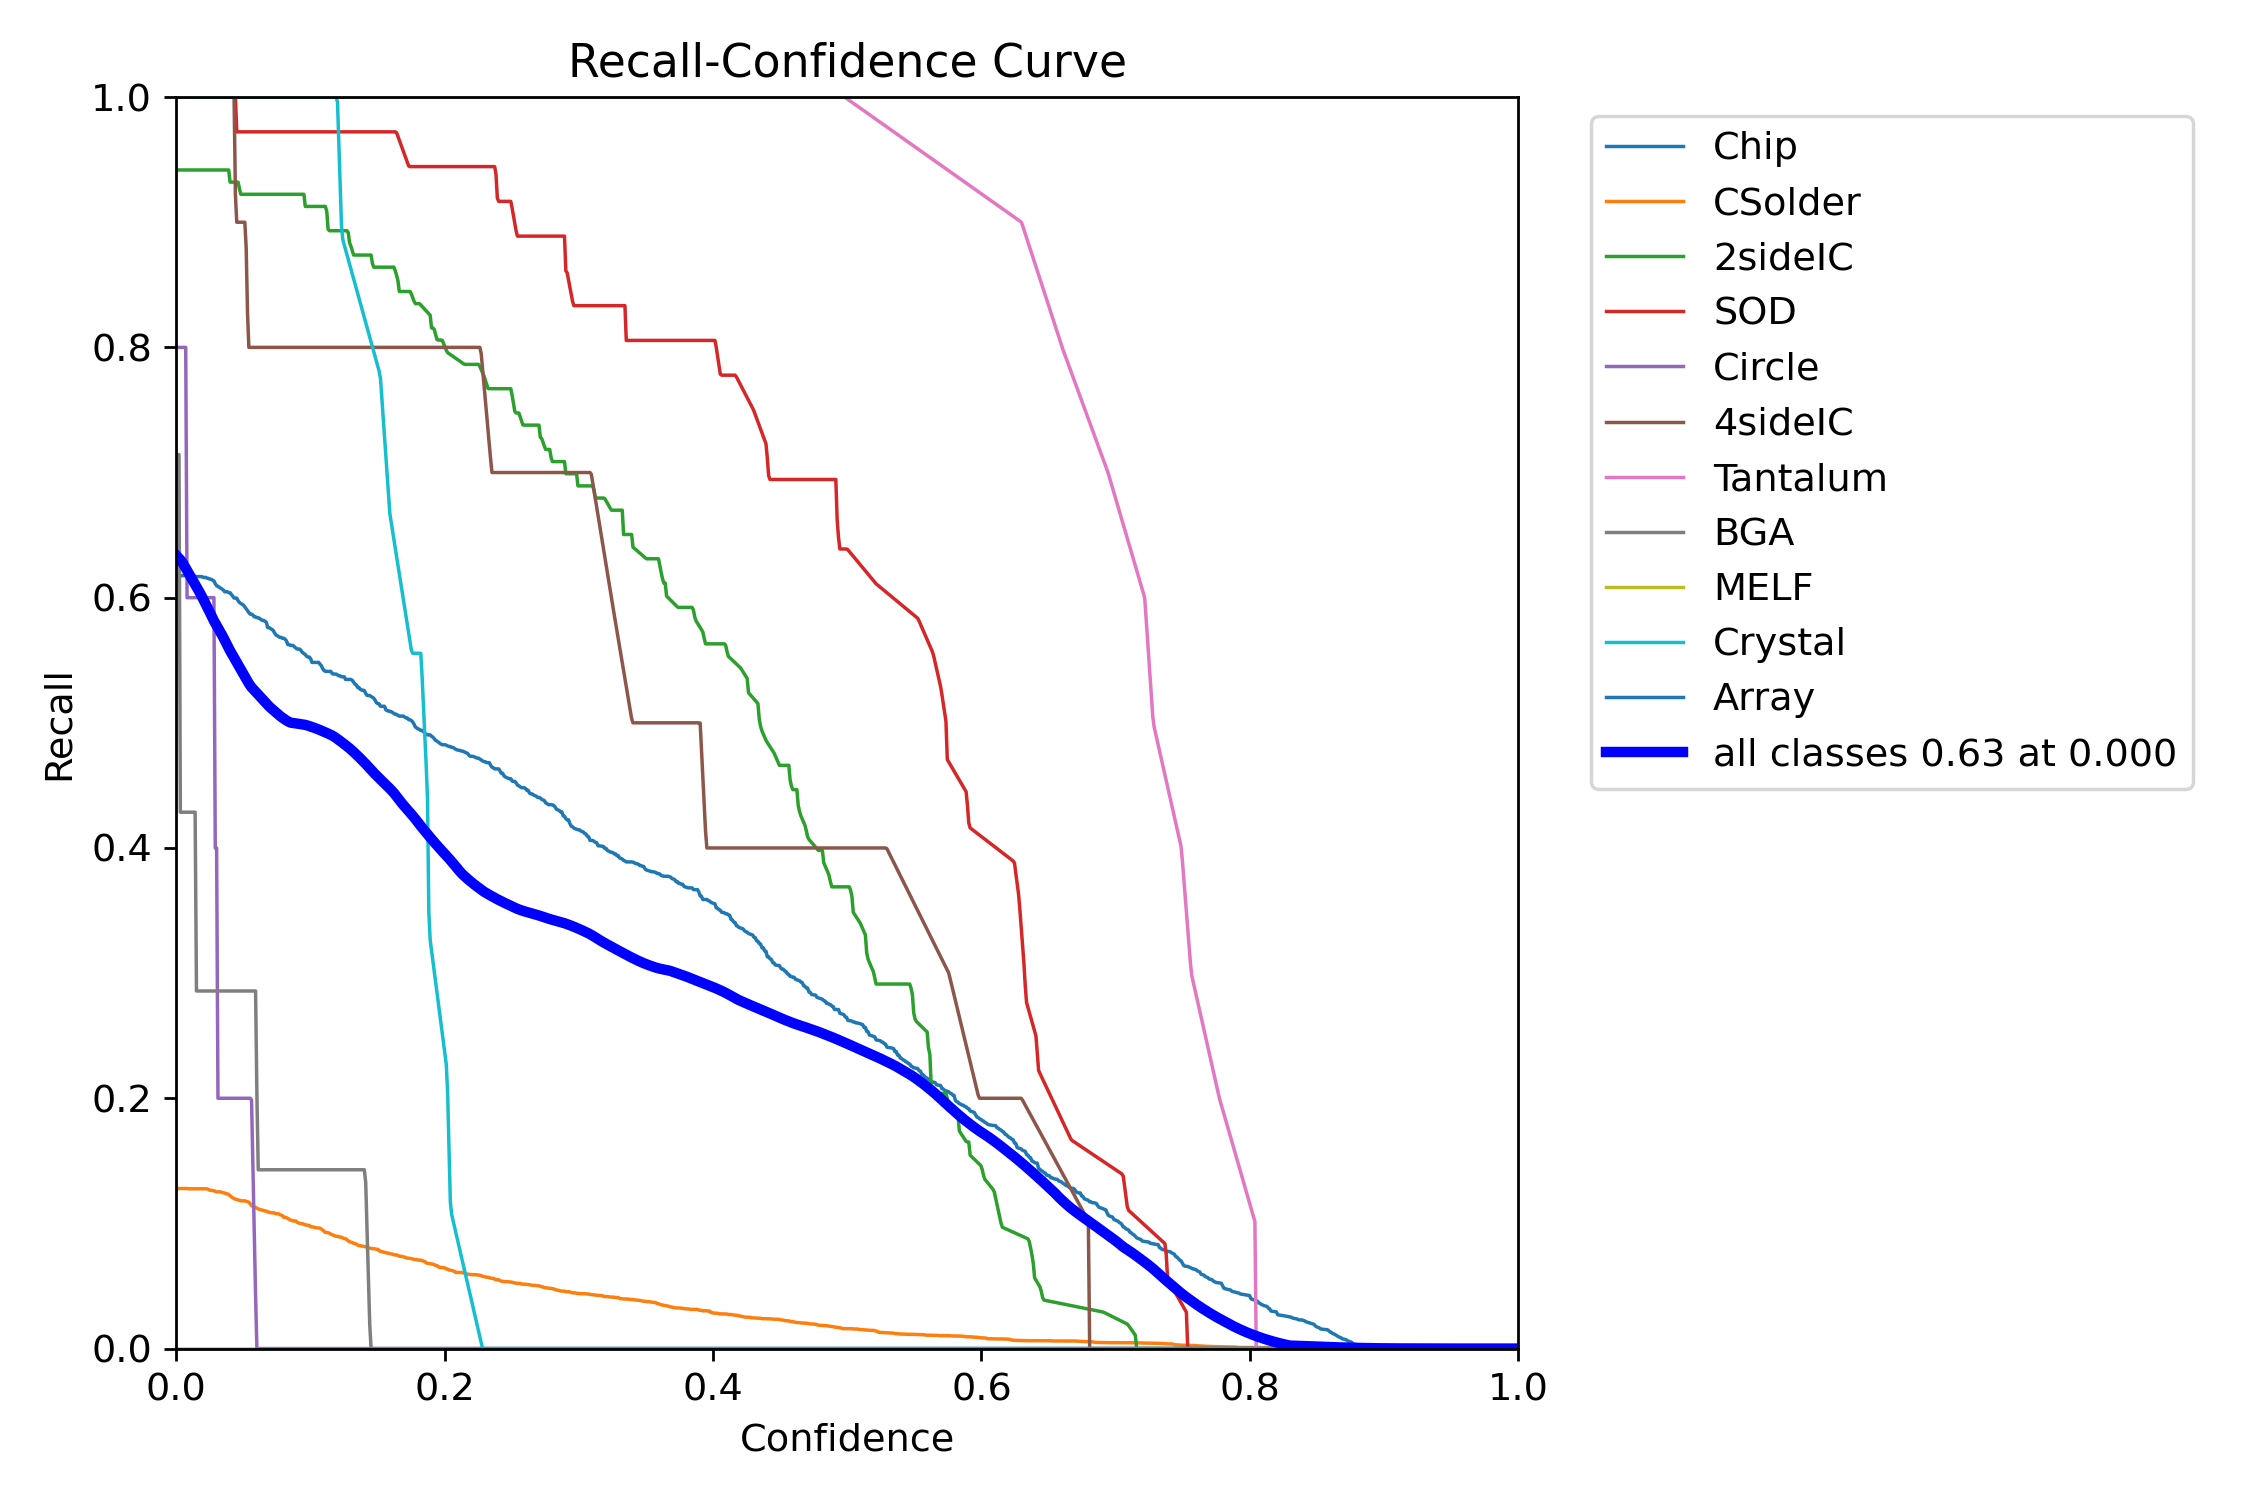 Recall-Confidence Curve
1.0
0.8
0.6
0.4
0.2
0.0
Recall
0.0 0.2 0.4 0.6 0.8 1.0
Confidence
Chip
CSolder
2sideIC
SOD
Circle
4sideIC
Tantalum
BGA
MELF
Crystal
Array
all classes 0.63 at 0.000